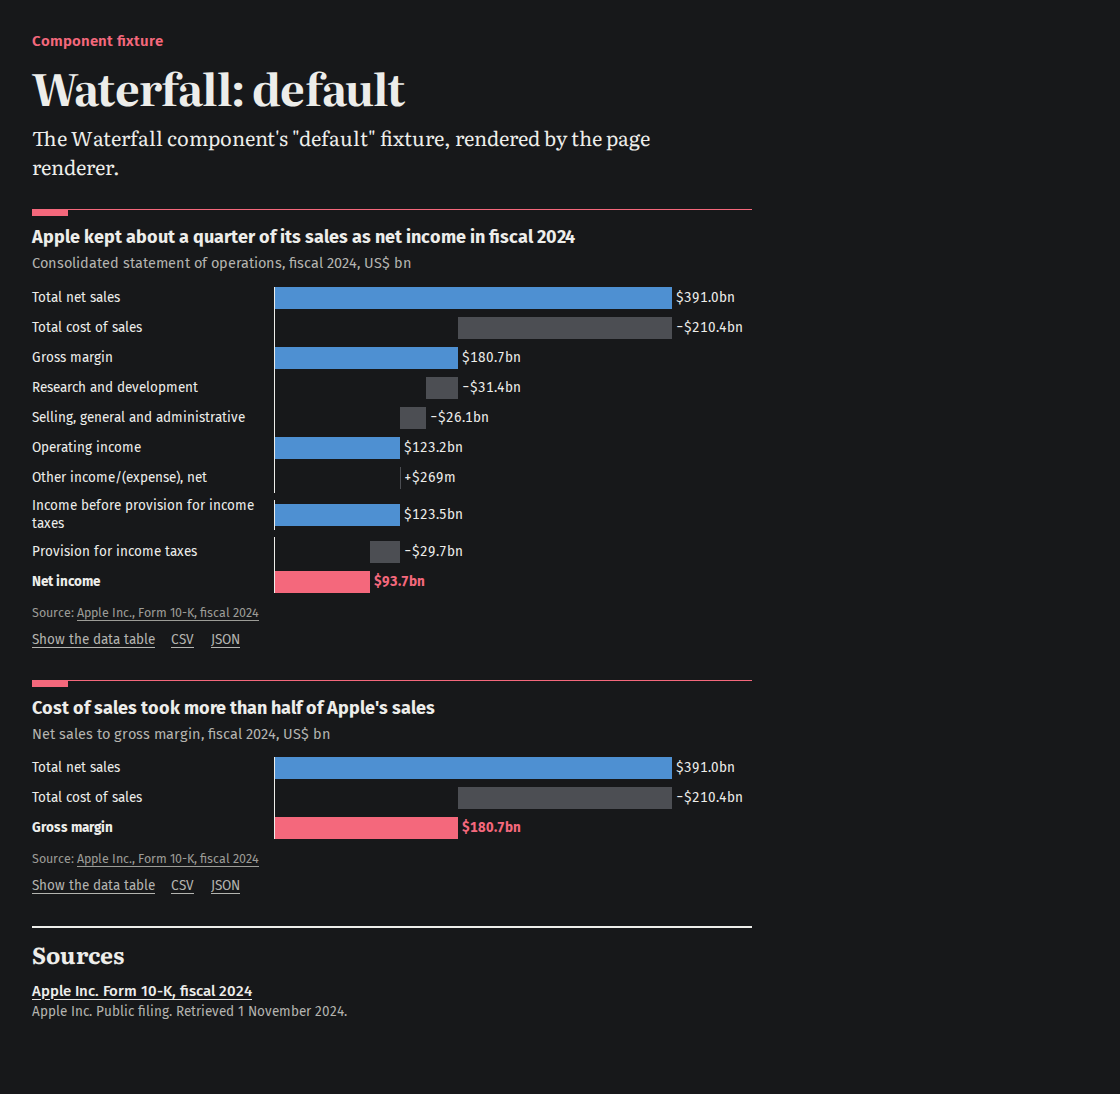 Component fixture
Waterfall: default
The Waterfall component's "default" fixture, rendered by the page
renderer.
Apple kept about a quarter of its sales as net income in fiscal 2024
Consolidated statement of operations, fiscal 2024, US$ bn
Total net sales $391.0bn
Total cost of sales −$210.4bn
Gross margin $180.7bn
Research and development −$31.4bn
Selling, general and administrative −$26.1bn
Operating income $123.2bn
Other income/(expense), net +$269m
Income before provision for income
taxes $123.5bn
Provision for income taxes −$29.7bn
Net income $93.7bn
Source: Apple Inc., Form 10-K, fiscal 2024
Show the data table CSV JSON
Cost of sales took more than half of Apple's sales
Net sales to gross margin, fiscal 2024, US$ bn
Total net sales $391.0bn
Total cost of sales −$210.4bn
Gross margin $180.7bn
Source: Apple Inc., Form 10-K, fiscal 2024
Show the data table CSV JSON
Sources
Apple Inc. Form 10-K, fiscal 2024
Apple Inc. Public filing. Retrieved 1 November 2024.